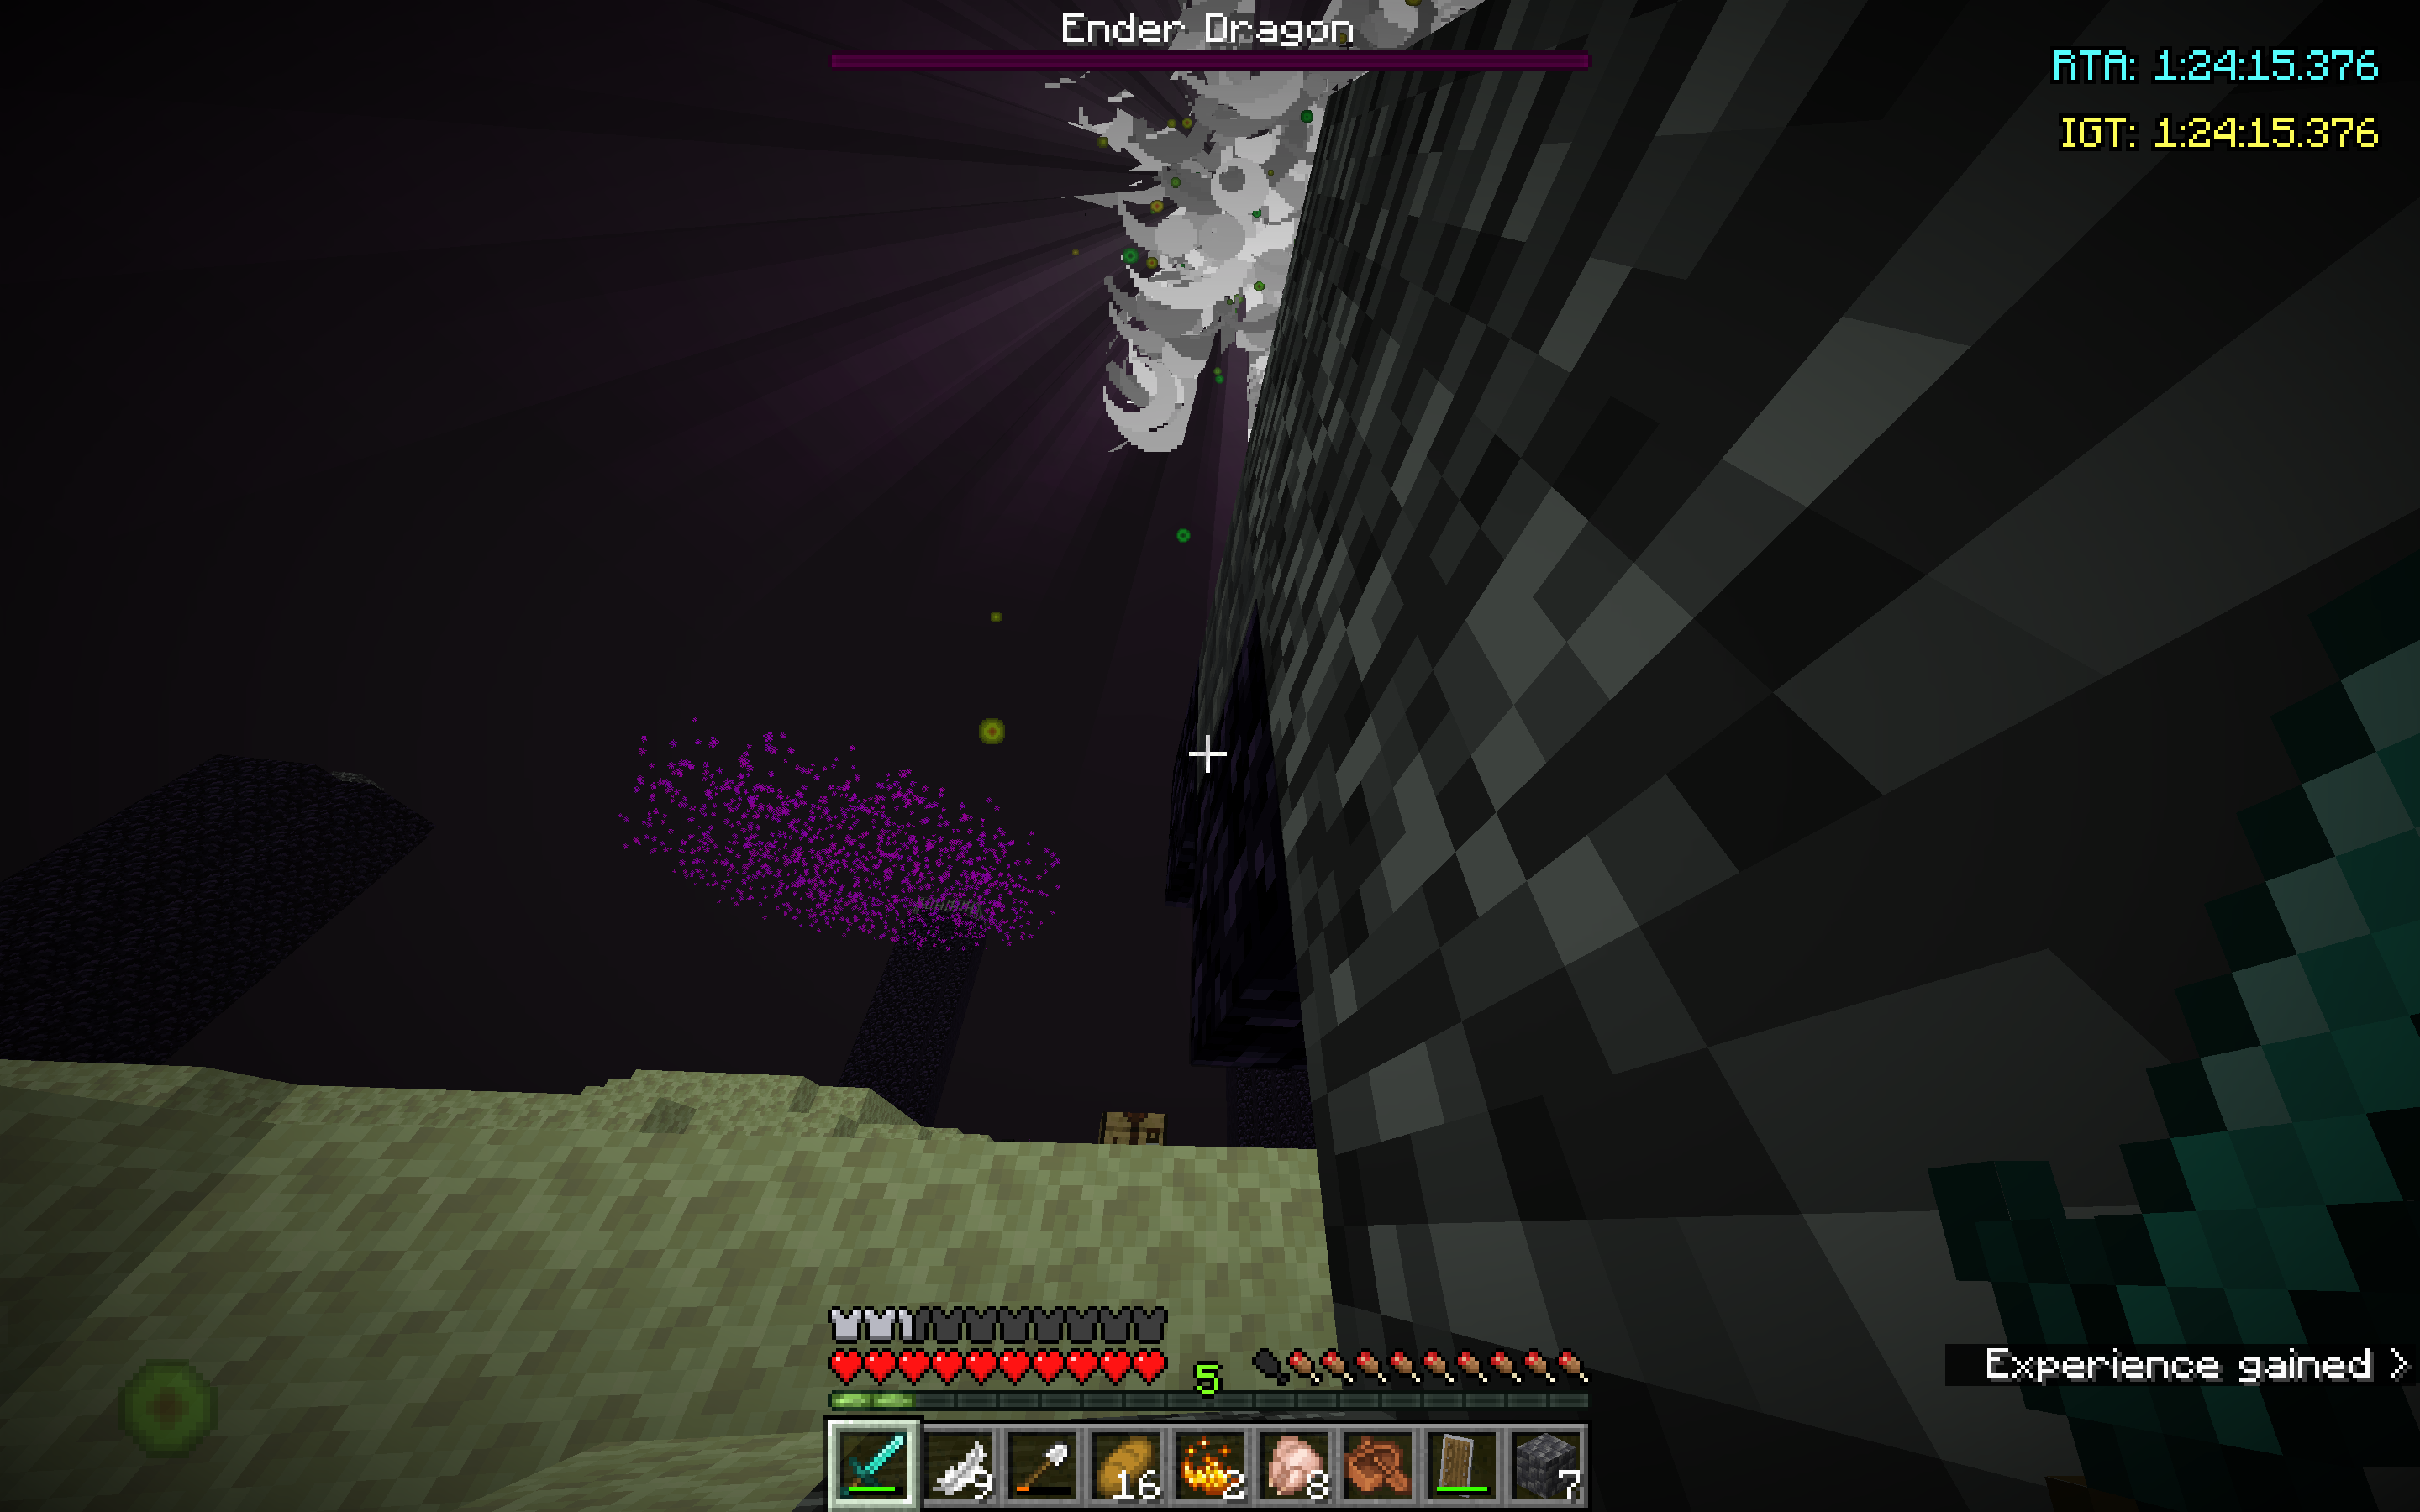 Ender Dragon
RTA: 1:24:15.376
IGT: 1:24:15.376
Experience gained >
5
9
16
2
8
7